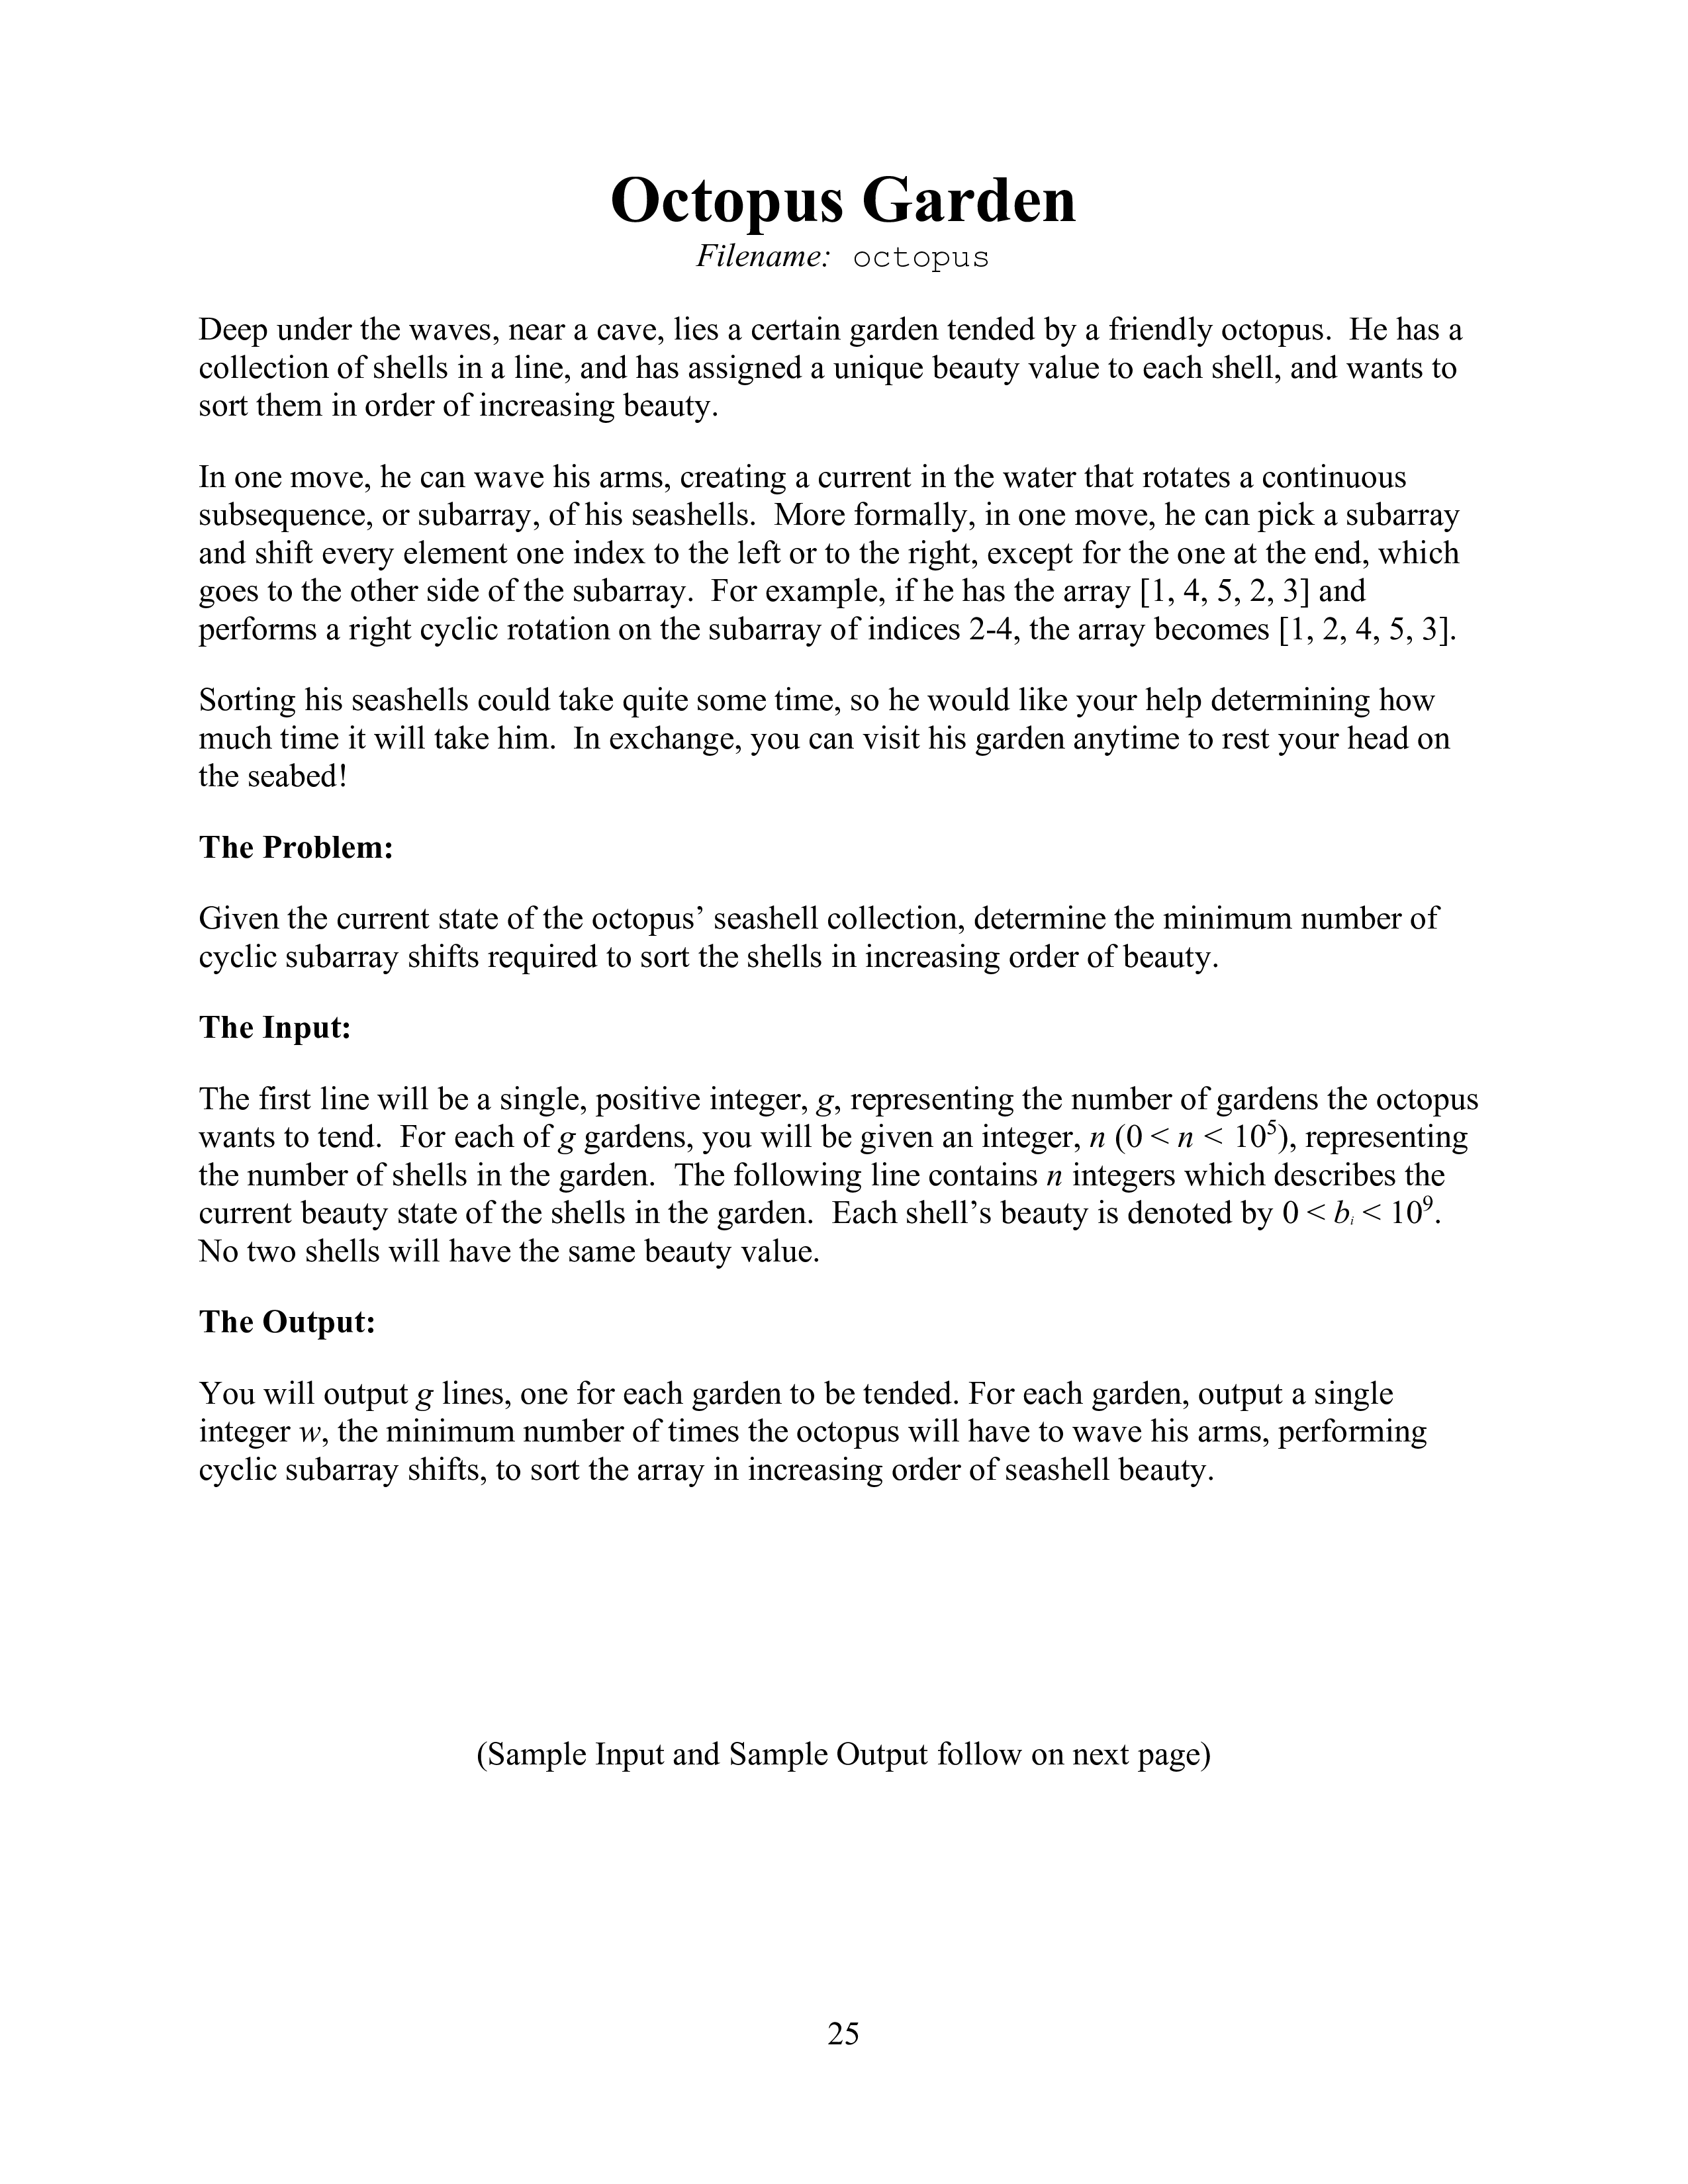 Octopus Garden
Filename: octopus
Deep under the waves, near a cave, lies a certain garden tended by a friendly octopus. He has a
collection of shells in a line, and has assigned a unique beauty value to each shell, and wants to
sort them in order of increasing beauty.
In one move, he can wave his arms, creating a current in the water that rotates a continuous
subsequence, or subarray, of his seashells. More formally, in one move, he can pick a subarray
and shift every element one index to the left or to the right, except for the one at the end, which
goes to the other side of the subarray. For example, if he has the array [1, 4, 5, 2, 3] and
performs a right cyclic rotation on the subarray of indices 2-4, the array becomes [1, 2, 4, 5, 3].
Sorting his seashells could take quite some time, so he would like your help determining how
much time it will take him. In exchange, you can visit his garden anytime to rest your head on
the seabed!
The Problem:
Given the current state of the octopus’ seashell collection, determine the minimum number of
cyclic subarray shifts required to sort the shells in increasing order of beauty.
The Input:
The first line will be a single, positive integer, g, representing the number of gardens the octopus
wants to tend. For each of g gardens, you will be given an integer, n (0 < n < 10⁵), representing
the number of shells in the garden. The following line contains n integers which describes the
current beauty state of the shells in the garden. Each shell’s beauty is denoted by 0 < bᵢ < 10⁹.
No two shells will have the same beauty value.
The Output:
You will output g lines, one for each garden to be tended. For each garden, output a single
integer w, the minimum number of times the octopus will have to wave his arms, performing
cyclic subarray shifts, to sort the array in increasing order of seashell beauty.
(Sample Input and Sample Output follow on next page)
25